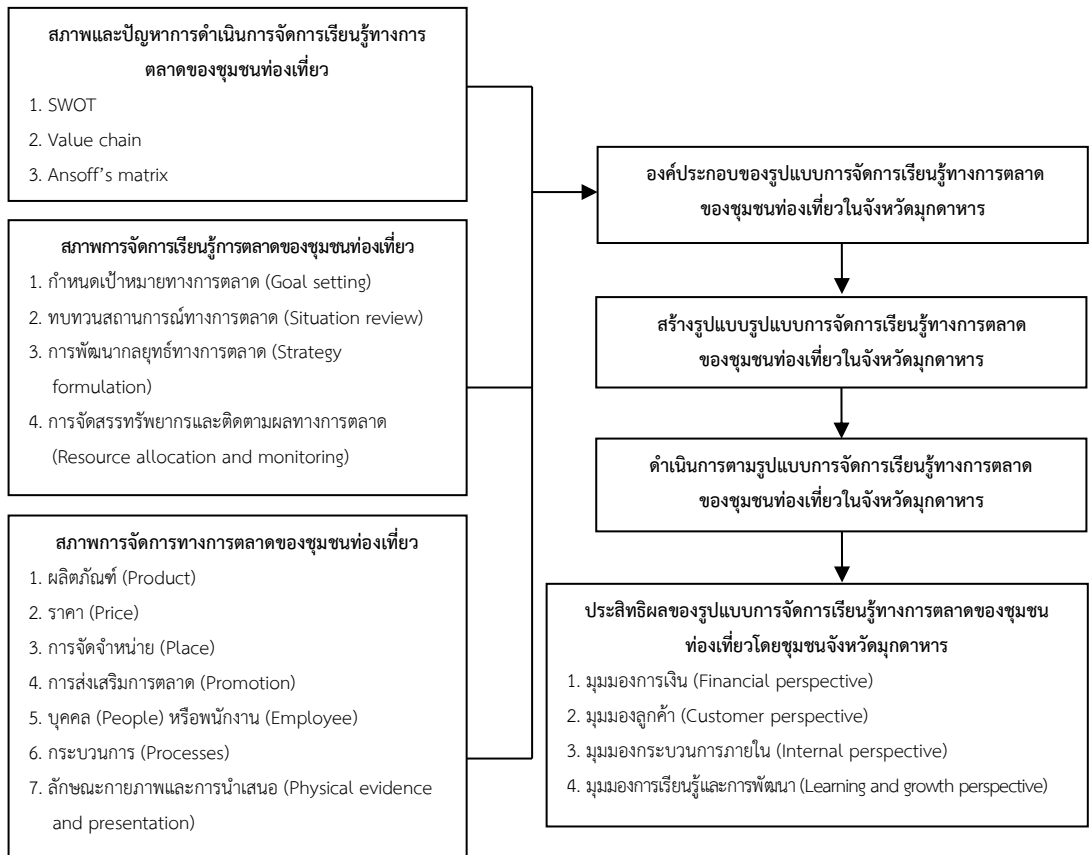 สภาพและปัญหาการดำเนินการจัดการเรียนรู้ทางการ
ตลาดของชุมชนท่องเที่ยว
1. SWOT
2. Value chain
3. Ansoff's matrix
สภาพการจัดการเรียนรู้การตลาดของชุมชนท่องเที่ยว
1. กำหนดเป้าหมายทางการตลาด (Goal setting)
2. ทบทวนสถานการณ์ทางการตลาด (Situation review)
3. การพัฒนากลยุทธ์ทางการตลาด (Strategy
formulation)
4. การจัดสรรทรัพยากรและติดตามผลทางการตลาด
(Resource allocation and monitoring)
สภาพการจัดการทางการตลาดของชุมชนท่องเที่ยว
1. ผลิตภัณฑ์ (Product)
2. ราคา (Price)
3. การจัดจำหน่าย (Place)
4. การส่งเสริมการตลาด (Promotion)
5. บุคคล (People) หรือพนักงาน (Employee)
6. กระบวนการ (Processes)
7. ลักษณะกายภาพและการนำเสนอ (Physical evidence
and presentation)
องค์ประกอบของรูปแบบการจัดการเรียนรู้ทางการตลาด
ของชุมชนท่องเที่ยวในจังหวัดมุกดาหาร
สร้างรูปแบบรูปแบบการจัดการเรียนรู้ทางการตลาด
ของชุมชนท่องเที่ยวในจังหวัดมุกดาหาร
ดำเนินการตามรูปแบบการจัดการเรียนรู้ทางการตลาด
ของชุมชนท่องเที่ยวในจังหวัดมุกดาหาร
ประสิทธิผลของรูปแบบการจัดการเรียนรู้ทางการตลาดของชุมชน
ท่องเที่ยวโดยชุมชนจังหวัดมุกดาหาร
1. มุมมองการเงิน (Financial perspective)
2. มุมมองลูกค้า (Customer perspective)
3. มุมมองกระบวนการภายใน (Internal perspective)
4. มุมมองการเรียนรู้และการพัฒนา (Learning and growth perspective)